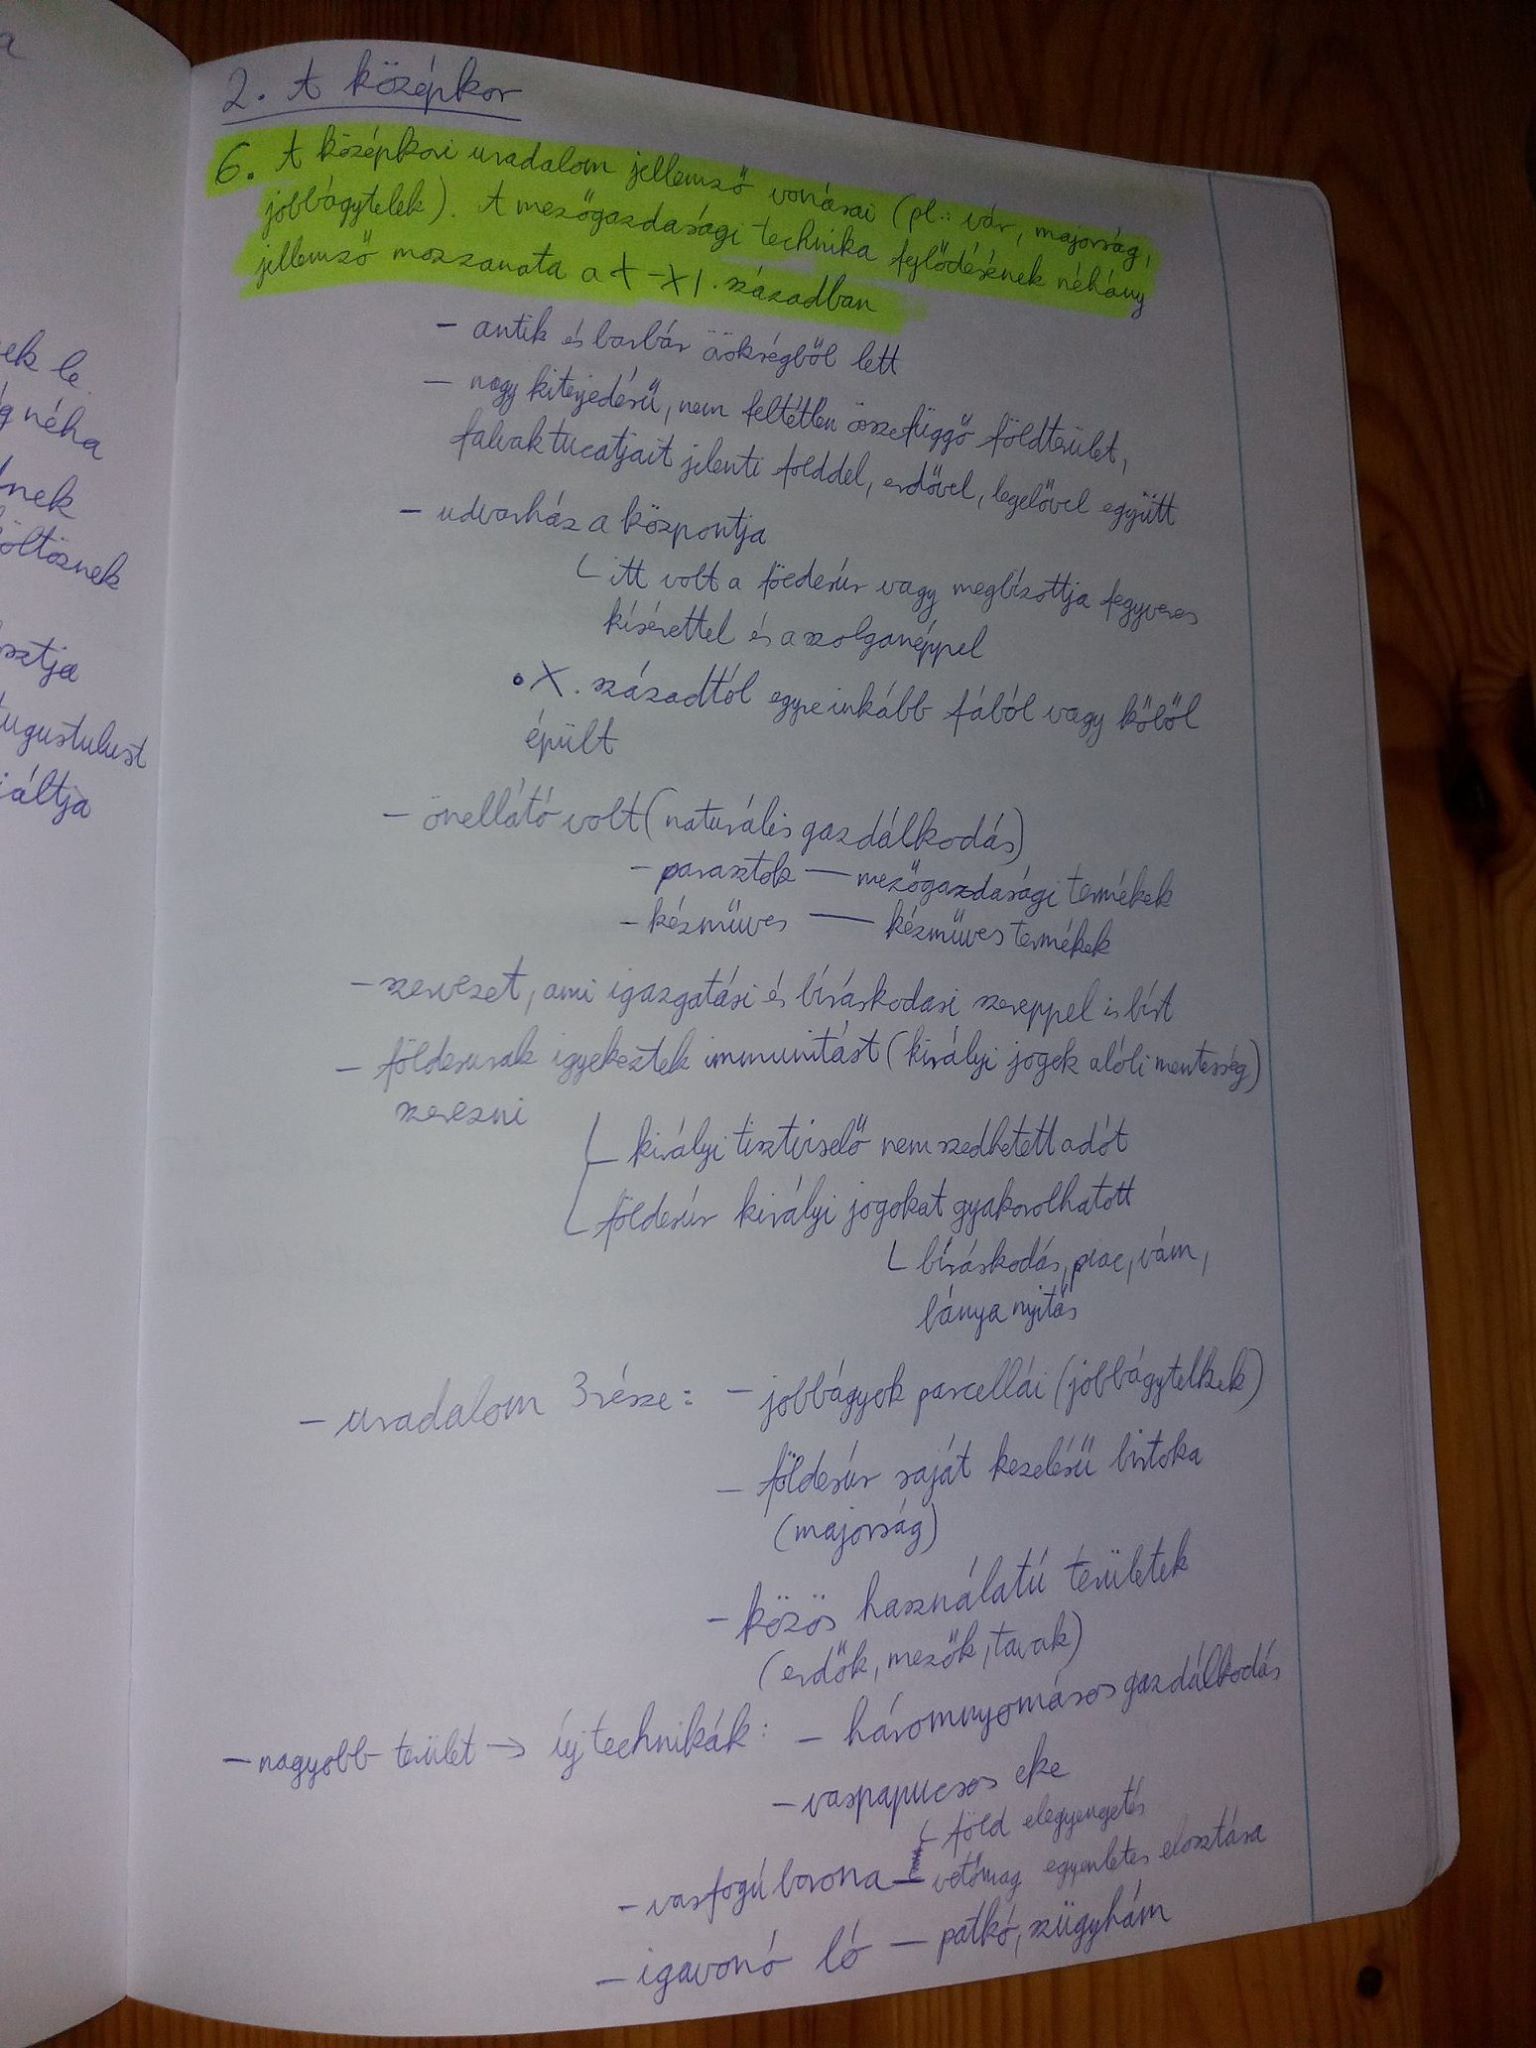 a
ek le.
g néha
nek
öltöznek
sztja
ugustulust
iáltja
2. A középkor
6. A középkori uradalom jellemző vonásai (pl.: vár, majorság,
jobbágytelek). A mezőgazdasági technika fejlődésének néhány
jellemző mozzanata a X-XI. században
- antik és barbár örökségből lett
- nagy kiterjedésű, nem feltétlen összefüggő földterület,
falvak tucatjait jelenti földdel, erdővel, legelővel együtt
- udvarház a központja
itt volt a földesúr vagy megbízottja fegyveres
kísérettel és a szolganéppel
• X. századtól egyre inkább fából vagy kőből
épült
- önellátó volt (naturális gazdálkodás)
- parasztok — mezőgazdasági termékek
- kézműves — kézműves termékek
- szervezet, ami igazgatási és bíráskodási szereppel is bírt
- földesurak igyekeztek immunitást (királyi jogok alóli mentesség)
szerezni
királyi tisztviselő nem szedhetett adót
földesúr királyi jogokat gyakorolhatott
bíráskodás, piac, vám,
bánya nyitás
- uradalom 3 része: - jobbágyok parcellái (jobbágytelkek)
- földesúr saját kezelésű birtoka
(majorság)
- közös használatú területek
(erdők, mezők, tavak)
- nagyobb terület → új technikák: - háromnyomásos gazdálkodás
- vaspapucsos eke
föld elegyengetés
- vasfogú borona — vetőmag egyenletes elosztása
- igavonó ló — patkó, szügyhám